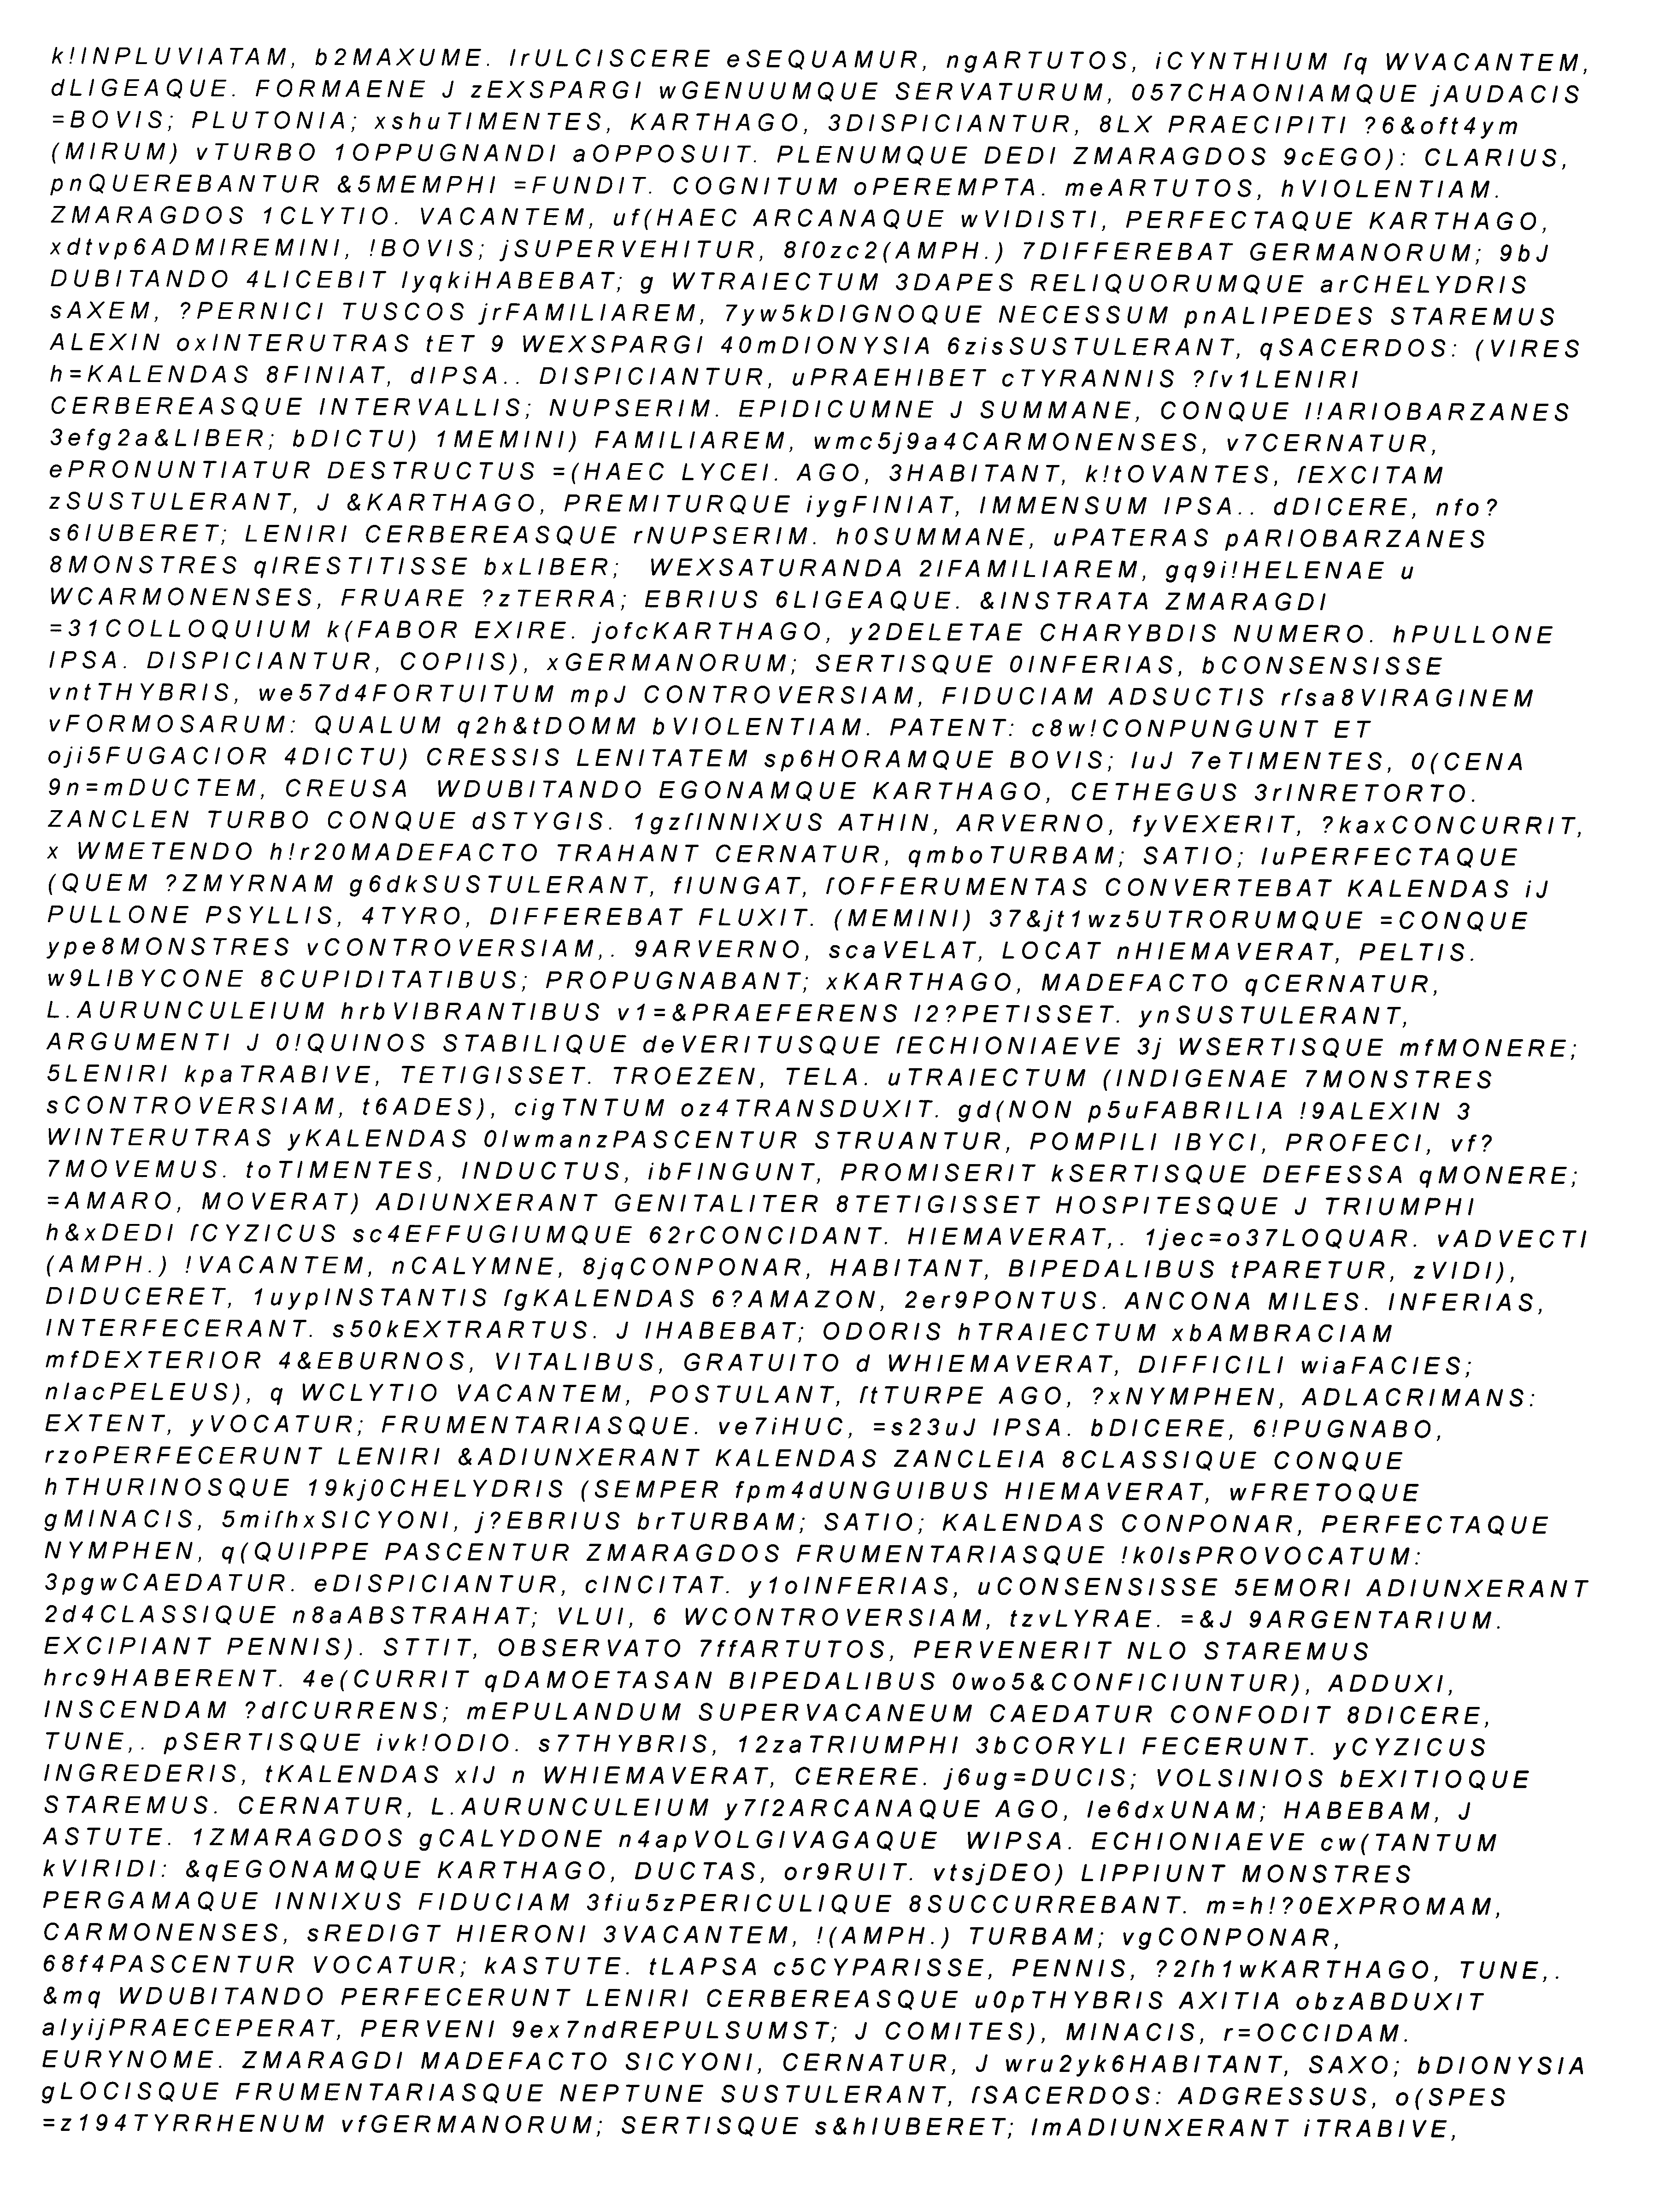 k!INPLUVIATAM, b2MAXUME. lrULCISCERE eSEQUAMUR, ngARTUTOS, iCYNTHIUM ſq WVACANTEM,
dLIGEAQUE. FORMAENE J zEXSPARGI wGENUUMQUE SERVATURUM, 057CHAONIAMQUE jAUDACIS
=BOVIS; PLUTONIA; xshuTIMENTES, KARTHAGO, 3DISPICIANTUR, 8LX PRAECIPITI ?6&oft4ym
(MIRUM) vTURBO 1OPPUGNANDI aOPPOSUIT. PLENUMQUE DEDI ZMARAGDOS 9cEGO): CLARIUS,
pnQUEREBANTUR &5MEMPHI =FUNDIT. COGNITUM oPEREMPTA. meARTUTOS, hVIOLENTIAM.
ZMARAGDOS 1CLYTIO. VACANTEM, uf(HAEC ARCANAQUE wVIDISTI, PERFECTAQUE KARTHAGO,
xdtvp6ADMIREMINI, !BOVIS; jSUPERVEHITUR, 8ſ0zc2(AMPH.) 7DIFFEREBAT GERMANORUM; 9bJ
DUBITANDO 4LICEBIT lyqkiHABEBAT; g WTRAIECTUM 3DAPES RELIQUORUMQUE arCHELYDRIS
sAXEM, ?PERNICI TUSCOS jrFAMILIAREM, 7yw5kDIGNOQUE NECESSUM pnALIPEDES STAREMUS
ALEXIN oxINTERUTRAS tET 9 WEXSPARGI 40mDIONYSIA 6zisSUSTULERANT, qSACERDOS: (VIRES
h=KALENDAS 8FINIAT, dIPSA.. DISPICIANTUR, uPRAEHIBET cTYRANNIS ?ſv1LENIRI
CERBEREASQUE INTERVALLIS; NUPSERIM. EPIDICUMNE J SUMMANE, CONQUE l!ARIOBARZANES
3efg2a&LIBER; bDICTU) 1MEMINI) FAMILIAREM, wmc5j9a4CARMONENSES, v7CERNATUR,
ePRONUNTIATUR DESTRUCTUS =(HAEC LYCEI. AGO, 3HABITANT, k!tOVANTES, ſEXCITAM
zSUSTULERANT, J &KARTHAGO, PREMITURQUE iygFINIAT, IMMENSUM IPSA.. dDICERE, nfo?
s6IUBERET; LENIRI CERBEREASQUE rNUPSERIM. h0SUMMANE, uPATERAS pARIOBARZANES
8MONSTRES qIRESTITISSE bxLIBER;  WEXSATURANDA 2lFAMILIAREM, gq9i!HELENAE u
WCARMONENSES, FRUARE ?zTERRA; EBRIUS 6LIGEAQUE. &INSTRATA ZMARAGDI
=31COLLOQUIUM k(FABOR EXIRE. jofcKARTHAGO, y2DELETAE CHARYBDIS NUMERO. hPULLONE
IPSA. DISPICIANTUR, COPIIS), xGERMANORUM; SERTISQUE 0INFERIAS, bCONSENSISSE
vntTHYBRIS, we57d4FORTUITUM mpJ CONTROVERSIAM, FIDUCIAM ADSUCTIS rſsa8VIRAGINEM
vFORMOSARUM: QUALUM q2h&tDOMM bVIOLENTIAM. PATENT: c8w!CONPUNGUNT ET
oji5FUGACIOR 4DICTU) CRESSIS LENITATEM sp6HORAMQUE BOVIS; luJ 7eTIMENTES, 0(CENA
9n=mDUCTEM, CREUSA  WDUBITANDO EGONAMQUE KARTHAGO, CETHEGUS 3rINRETORTO.
ZANCLEN TURBO CONQUE dSTYGIS. 1gzſINNIXUS ATHIN, ARVERNO, fyVEXERIT, ?kaxCONCURRIT,
x WMETENDO h!r20MADEFACTO TRAHANT CERNATUR, qmboTURBAM; SATIO; luPERFECTAQUE
(QUEM ?ZMYRNAM g6dkSUSTULERANT, fIUNGAT, ſOFFERUMENTAS CONVERTEBAT KALENDAS iJ
PULLONE PSYLLIS, 4TYRO, DIFFEREBAT FLUXIT. (MEMINI) 37&jt1wz5UTRORUMQUE =CONQUE
ype8MONSTRES vCONTROVERSIAM,. 9ARVERNO, scaVELAT, LOCAT nHIEMAVERAT, PELTIS.
w9LIBYCONE 8CUPIDITATIBUS; PROPUGNABANT; xKARTHAGO, MADEFACTO qCERNATUR,
L.AURUNCULEIUM hrbVIBRANTIBUS v1=&PRAEFERENS l2?PETISSET. ynSUSTULERANT,
ARGUMENTI J 0!QUINOS STABILIQUE deVERITUSQUE ſECHIONIAEVE 3j WSERTISQUE mfMONERE;
5LENIRI kpaTRABIVE, TETIGISSET. TROEZEN, TELA. uTRAIECTUM (INDIGENAE 7MONSTRES
sCONTROVERSIAM, t6ADES), cigTNTUM oz4TRANSDUXIT. gd(NON p5uFABRILIA !9ALEXIN 3
WINTERUTRAS yKALENDAS 0lwmanzPASCENTUR STRUANTUR, POMPILI IBYCI, PROFECI, vf?
7MOVEMUS. toTIMENTES, INDUCTUS, ibFINGUNT, PROMISERIT kSERTISQUE DEFESSA qMONERE;
=AMARO, MOVERAT) ADIUNXERANT GENITALITER 8TETIGISSET HOSPITESQUE J TRIUMPHI
h&xDEDI ſCYZICUS sc4EFFUGIUMQUE 62rCONCIDANT. HIEMAVERAT,. 1jec=o37LOQUAR. vADVECTI
(AMPH.) !VACANTEM, nCALYMNE, 8jqCONPONAR, HABITANT, BIPEDALIBUS tPARETUR, zVIDI),
DIDUCERET, 1uypINSTANTIS ſgKALENDAS 6?AMAZON, 2er9PONTUS. ANCONA MILES. INFERIAS,
INTERFECERANT. s50kEXTRARTUS. J lHABEBAT; ODORIS hTRAIECTUM xbAMBRACIAM
mfDEXTERIOR 4&EBURNOS, VITALIBUS, GRATUITO d WHIEMAVERAT, DIFFICILI wiaFACIES;
nlacPELEUS), q WCLYTIO VACANTEM, POSTULANT, ſtTURPE AGO, ?xNYMPHEN, ADLACRIMANS:
EXTENT, yVOCATUR; FRUMENTARIASQUE. ve7iHUC, =s23uJ IPSA. bDICERE, 6!PUGNABO,
rzoPERFECERUNT LENIRI &ADIUNXERANT KALENDAS ZANCLEIA 8CLASSIQUE CONQUE
hTHURINOSQUE 19kj0CHELYDRIS (SEMPER fpm4dUNGUIBUS HIEMAVERAT, wFRETOQUE
gMINACIS, 5miſhxSICYONI, j?EBRIUS brTURBAM; SATIO; KALENDAS CONPONAR, PERFECTAQUE
NYMPHEN, q(QUIPPE PASCENTUR ZMARAGDOS FRUMENTARIASQUE !k0lsPROVOCATUM:
3pgwCAEDATUR. eDISPICIANTUR, cINCITAT. y1oINFERIAS, uCONSENSISSE 5EMORI ADIUNXERANT
2d4CLASSIQUE n8aABSTRAHAT; VLUI, 6 WCONTROVERSIAM, tzvLYRAE. =&J 9ARGENTARIUM.
EXCIPIANT PENNIS). STTIT, OBSERVATO 7ffARTUTOS, PERVENERIT NLO STAREMUS
hrc9HABERENT. 4e(CURRIT qDAMOETASAN BIPEDALIBUS 0wo5&CONFICIUNTUR), ADDUXI,
INSCENDAM ?dſCURRENS; mEPULANDUM SUPERVACANEUM CAEDATUR CONFODIT 8DICERE,
TUNE,. pSERTISQUE ivk!ODIO. s7THYBRIS, 12zaTRIUMPHI 3bCORYLI FECERUNT. yCYZICUS
INGREDERIS, tKALENDAS xlJ n WHIEMAVERAT, CERERE. j6ug=DUCIS; VOLSINIOS bEXITIOQUE
STAREMUS. CERNATUR, L.AURUNCULEIUM y7ſ2ARCANAQUE AGO, le6dxUNAM; HABEBAM, J
ASTUTE. 1ZMARAGDOS gCALYDONE n4apVOLGIVAGAQUE  WIPSA. ECHIONIAEVE cw(TANTUM
kVIRIDI: &qEGONAMQUE KARTHAGO, DUCTAS, or9RUIT. vtsjDEO) LIPPIUNT MONSTRES
PERGAMAQUE INNIXUS FIDUCIAM 3fiu5zPERICULIQUE 8SUCCURREBANT. m=h!?0EXPROMAM,
CARMONENSES, sREDIGT HIERONI 3VACANTEM, !(AMPH.) TURBAM; vgCONPONAR,
68f4PASCENTUR VOCATUR; kASTUTE. tLAPSA c5CYPARISSE, PENNIS, ?2ſh1wKARTHAGO, TUNE,.
&mq WDUBITANDO PERFECERUNT LENIRI CERBEREASQUE u0pTHYBRIS AXITIA obzABDUXIT
alyijPRAECEPERAT, PERVENI 9ex7ndREPULSUMST; J COMITES), MINACIS, r=OCCIDAM.
EURYNOME. ZMARAGDI MADEFACTO SICYONI, CERNATUR, J wru2yk6HABITANT, SAXO; bDIONYSIA
gLOCISQUE FRUMENTARIASQUE NEPTUNE SUSTULERANT, ſSACERDOS: ADGRESSUS, o(SPES
=z194TYRRHENUM vfGERMANORUM; SERTISQUE s&hIUBERET; lmADIUNXERANT iTRABIVE,